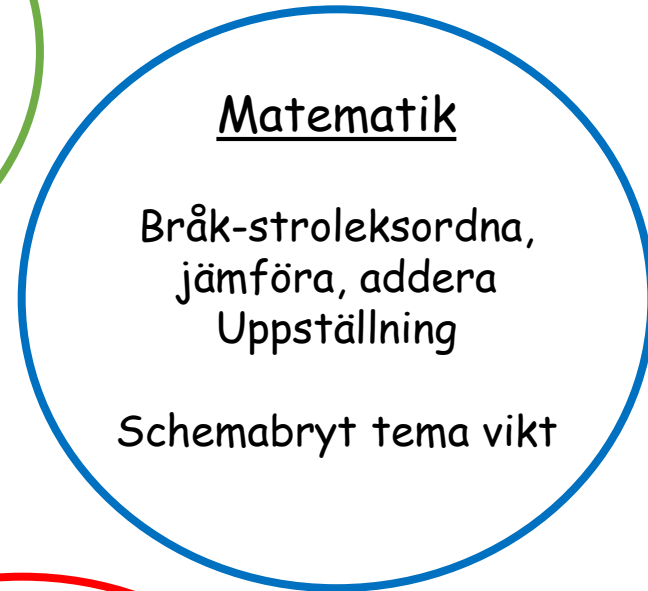 Matematik
Bråk-stroleksordna,
jämföra, addera
Uppställning
Schemabryt tema vikt